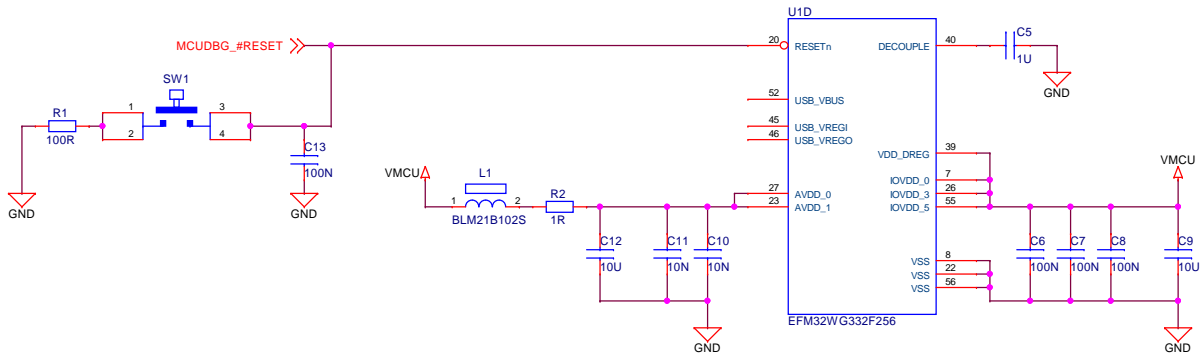 U1D
MCUDBG_#RESET
20
RESETn
DECOUPLE
40
C5
1U
GND
SW1
R1
100R
1
2
3
4
C13
100N
GND
GND
52
USB_VBUS
45
USB_VREGI
46
USB_VREGO
VDD_DREG
39
IOVDD_0
7
IOVDD_3
26
IOVDD_5
55
VMCU
VMCU
L1
1
2
BLM21B102S
R2
1R
27
AVDD_0
23
AVDD_1
C12
10U
C11
10N
C10
10N
GND
VSS
8
VSS
22
VSS
56
C6
100N
C7
100N
C8
100N
C9
10U
GND
EFM32WG332F256